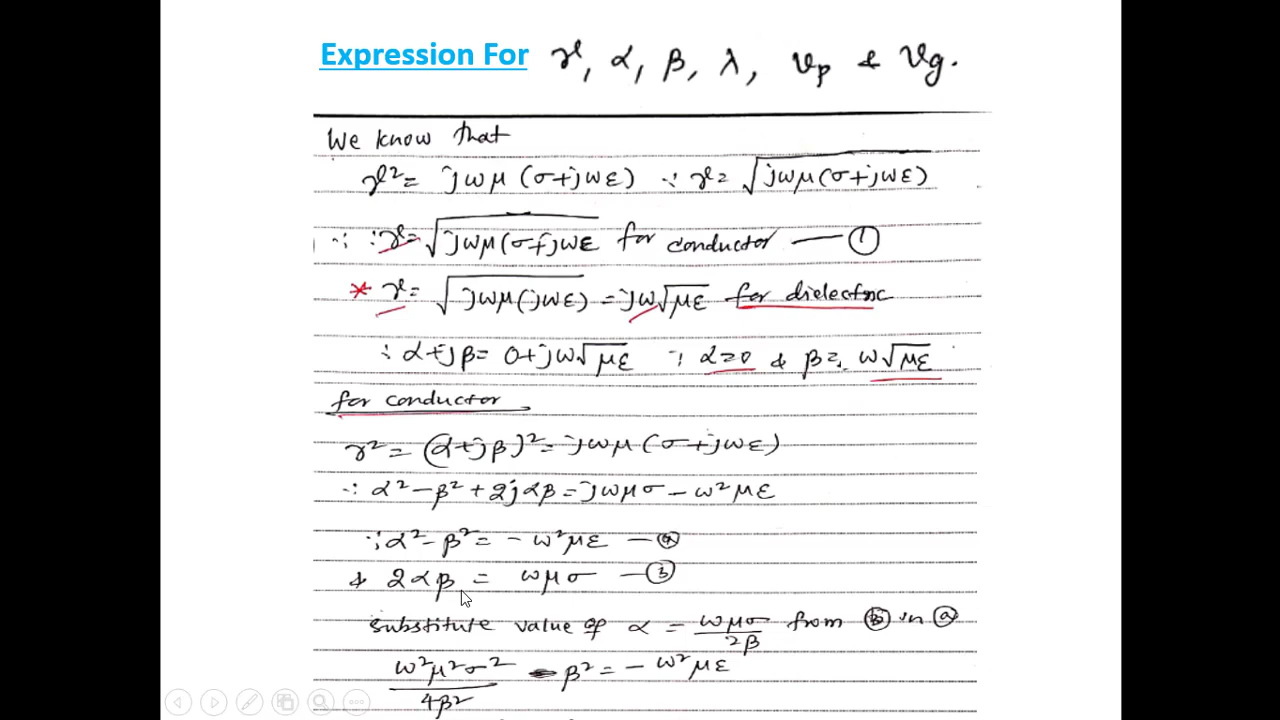 Expression For γ, α, β, λ, Vp & Vg.
We know that
γ² = jωμ (σ+jωε) ∵ γ = √jωμ(σ+jωε)
∴ ∵ γ = √jωμ(σ+jωε for conductor — ①
* γ = √jωμ(jωε) = jω√με for dielectric
∴ α+jβ = 0+jω√με ∵ α=0 & β= ω√με
for conductor
γ² = (α+jβ)² = jωμ(σ+jωε)
∴ α² - β² + 2jαβ = jωμσ - ω²με
∵ α² - β² = - ω²με — ⓐ
& 2αβ = ωμσ — ③
substitute value of α = ωμσ/2β from ⓑ in ⓐ
ω²μ²σ²/4β² - β² = - ω²με